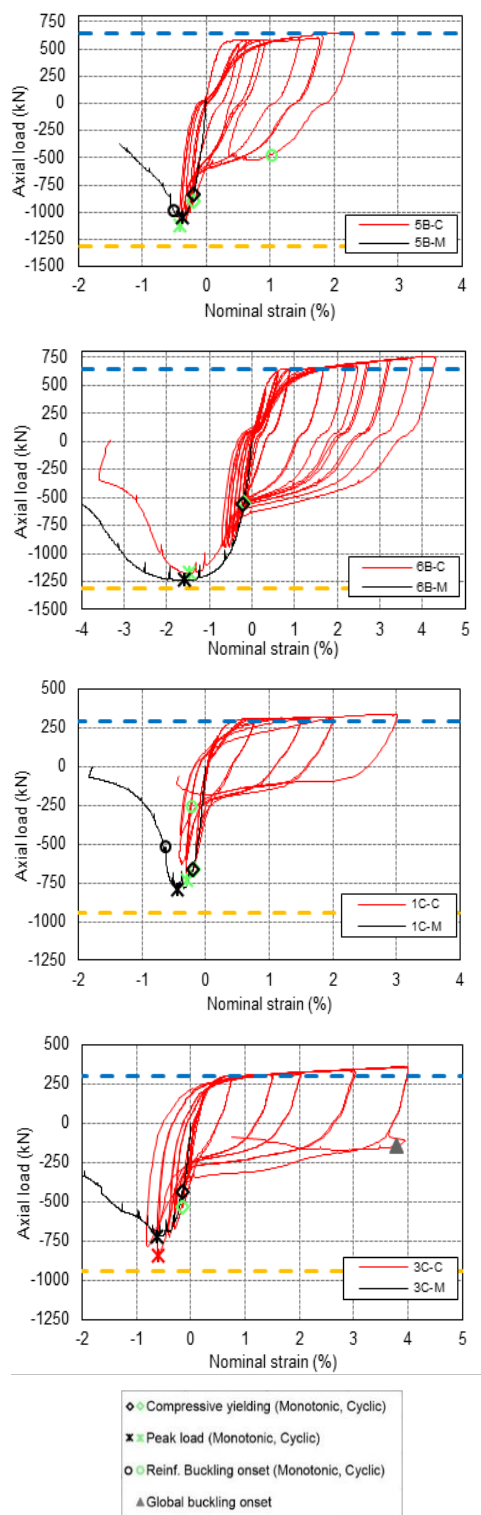 750
500
250
0
-250
-500
-750
-1000
-1250
-1500
Axial load (kN)
5B-C
5B-M
-2 -1 0 1 2 3 4
Nominal strain (%)
750
500
250
0
-250
-500
-750
-1000
-1250
-1500
Axial load (kN)
6B-C
6B-M
-4 -3 -2 -1 0 1 2 3 4 5
Nominal strain (%)
500
250
0
-250
-500
-750
-1000
-1250
Axial load (kN)
1C-C
1C-M
-2 -1 0 1 2 3 4
Nominal strain (%)
500
250
0
-250
-500
-750
-1000
-1250
Axial load (kN)
3C-C
3C-M
-2 -1 0 1 2 3 4 5
Nominal strain (%)
Compressive yielding (Monotonic, Cyclic)
Peak load (Monotonic, Cyclic)
Reinf. Buckling onset (Monotonic, Cyclic)
Global buckling onset